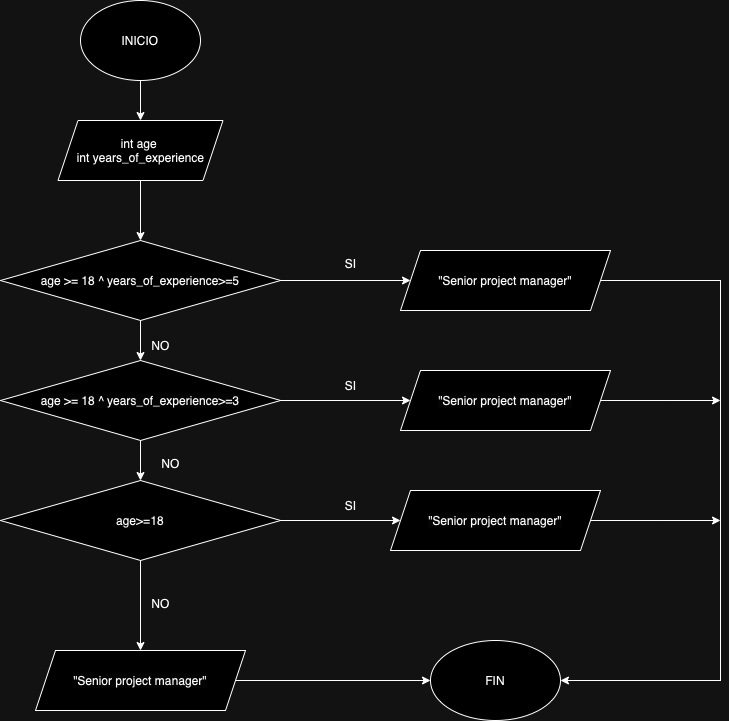 INICIO
int age
int years_of_experience
age >= 18 ^ years_of_experience>=5
SI
"Senior project manager"
NO
age >= 18 ^ years_of_experience>=3
SI
"Senior project manager"
NO
age>=18
SI
"Senior project manager"
NO
"Senior project manager"
FIN